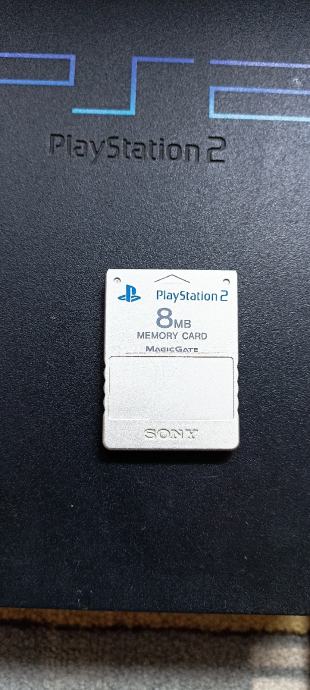 PS2
PlayStation 2
PlayStation 2
8MB
MEMORY CARD
MAGICGATE
SONY